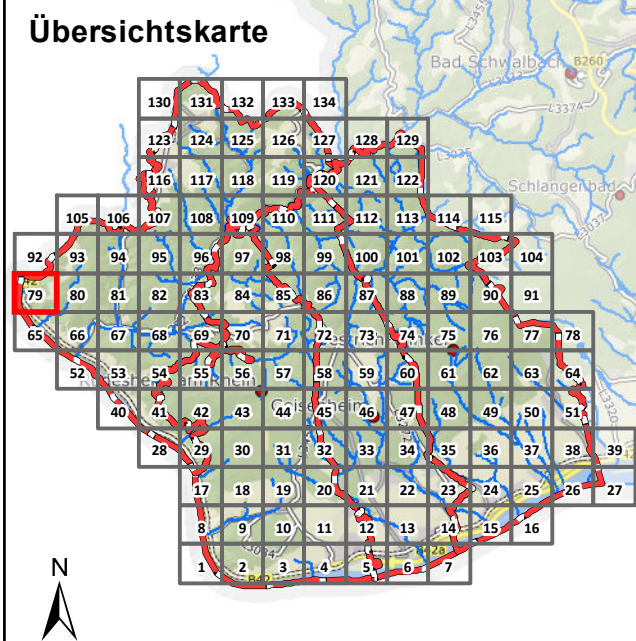 Übersichtskarte
L3374
Bad Schwalbach B260
130 131 132 133 134
L3374
123 124 125 126 127 128 129
L3035
116 117 118 119 120 121 122
Schlangenbad
105 106 107 108 109 110 111 112 113 114 115
92 93 94 95 96 97 98 99 100 101 102 103 104
79 80 81 82 83 84 85 86 87 88 89 90 91
65 66 67 68 69 70 71 72 73 74 75 76 77 78
52 53 54 55 56 57 58 59 60 61 62 63 64
40 41 42 43 44 45 46 47 48 49 50 51
28 29 30 31 32 33 34 35 36 37 38 39
17 18 19 20 21 22 23 24 25 26 27
8 9 10 11 12 13 14 15 16
L3034
B42a
1 2 3 4 5 6 7
B42
N